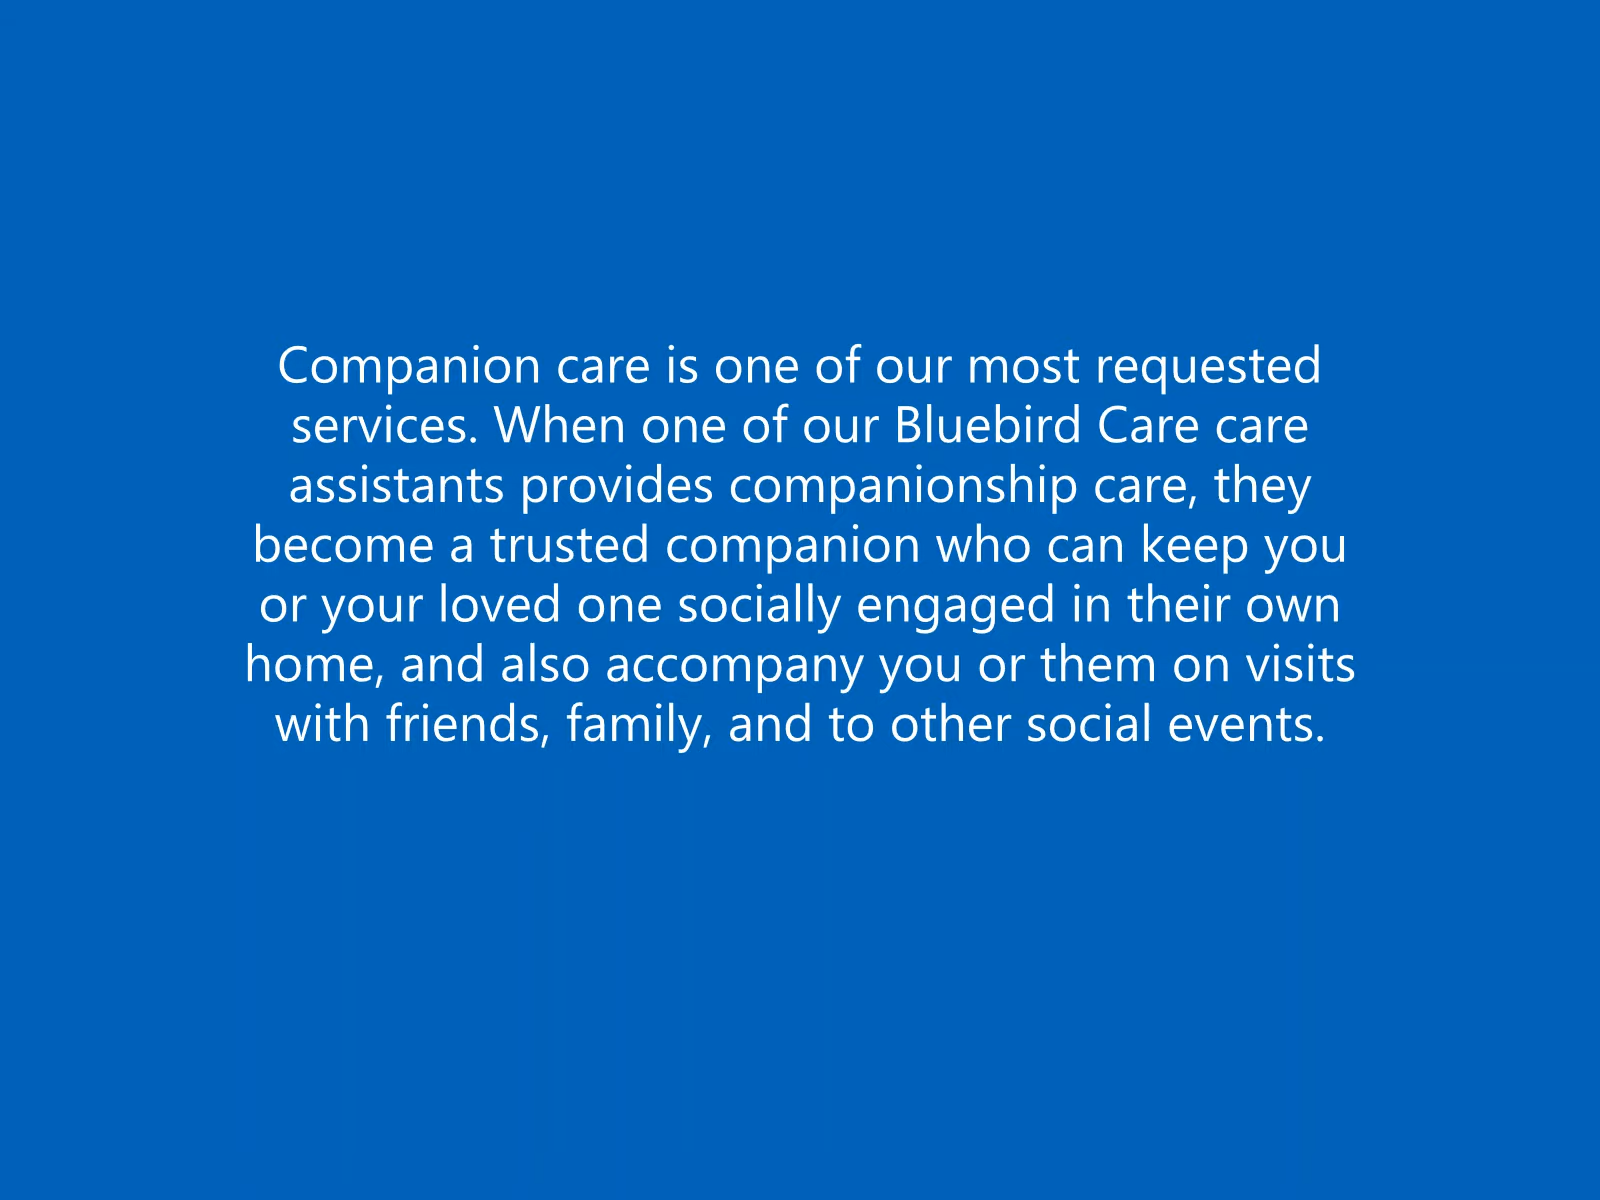 Companion care is one of our most requested
services. When one of our Bluebird Care care
assistants provides companionship care, they
become a trusted companion who can keep you
or your loved one socially engaged in their own
home, and also accompany you or them on visits
with friends, family, and to other social events.